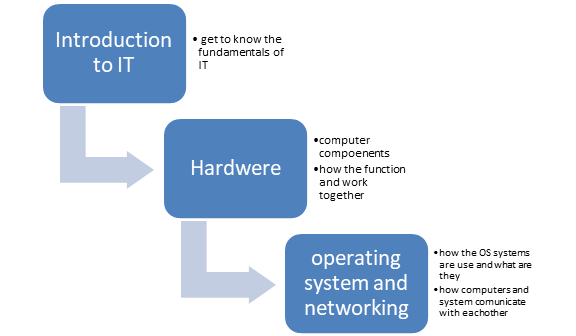 Introduction
to IT
• get to know the
fundamentals of
IT
Hardwere
•computer
compoenents
•how the function
and work
together
operating
system and
networking
•how the OS systems
are use and what are
they
•how computers and
system comunicate
with eachother